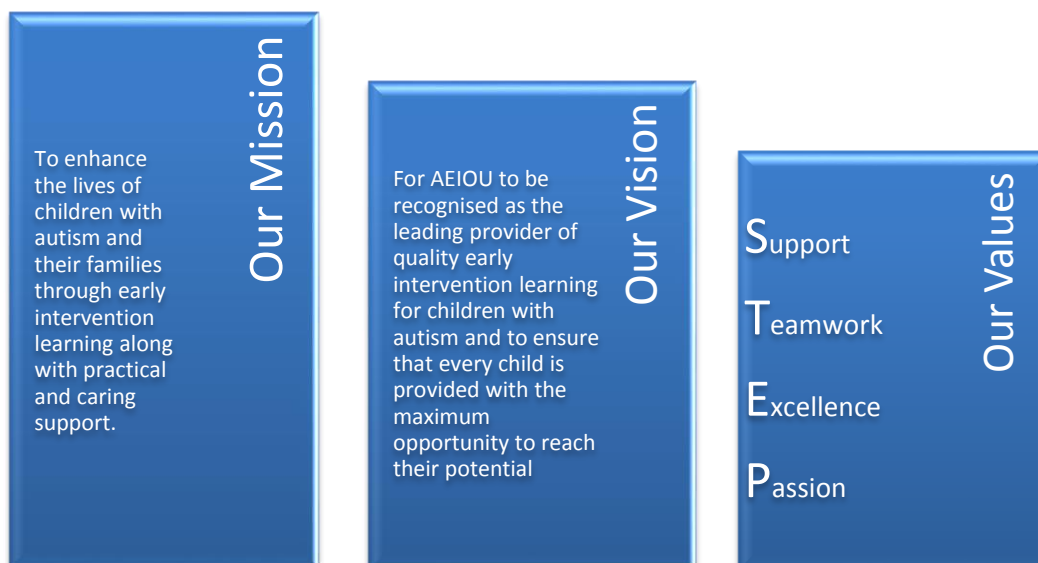 Our Mission
To enhance
the lives of
children with
autism and
their families
through early
intervention
learning along
with practical
and caring
support.
Our Vision
For AEIOU to be
recognised as the
leading provider of
quality early
intervention learning
for children with
autism and to ensure
that every child is
provided with the
maximum
opportunity to reach
their potential
Our Values
Support
Teamwork
Excellence
Passion